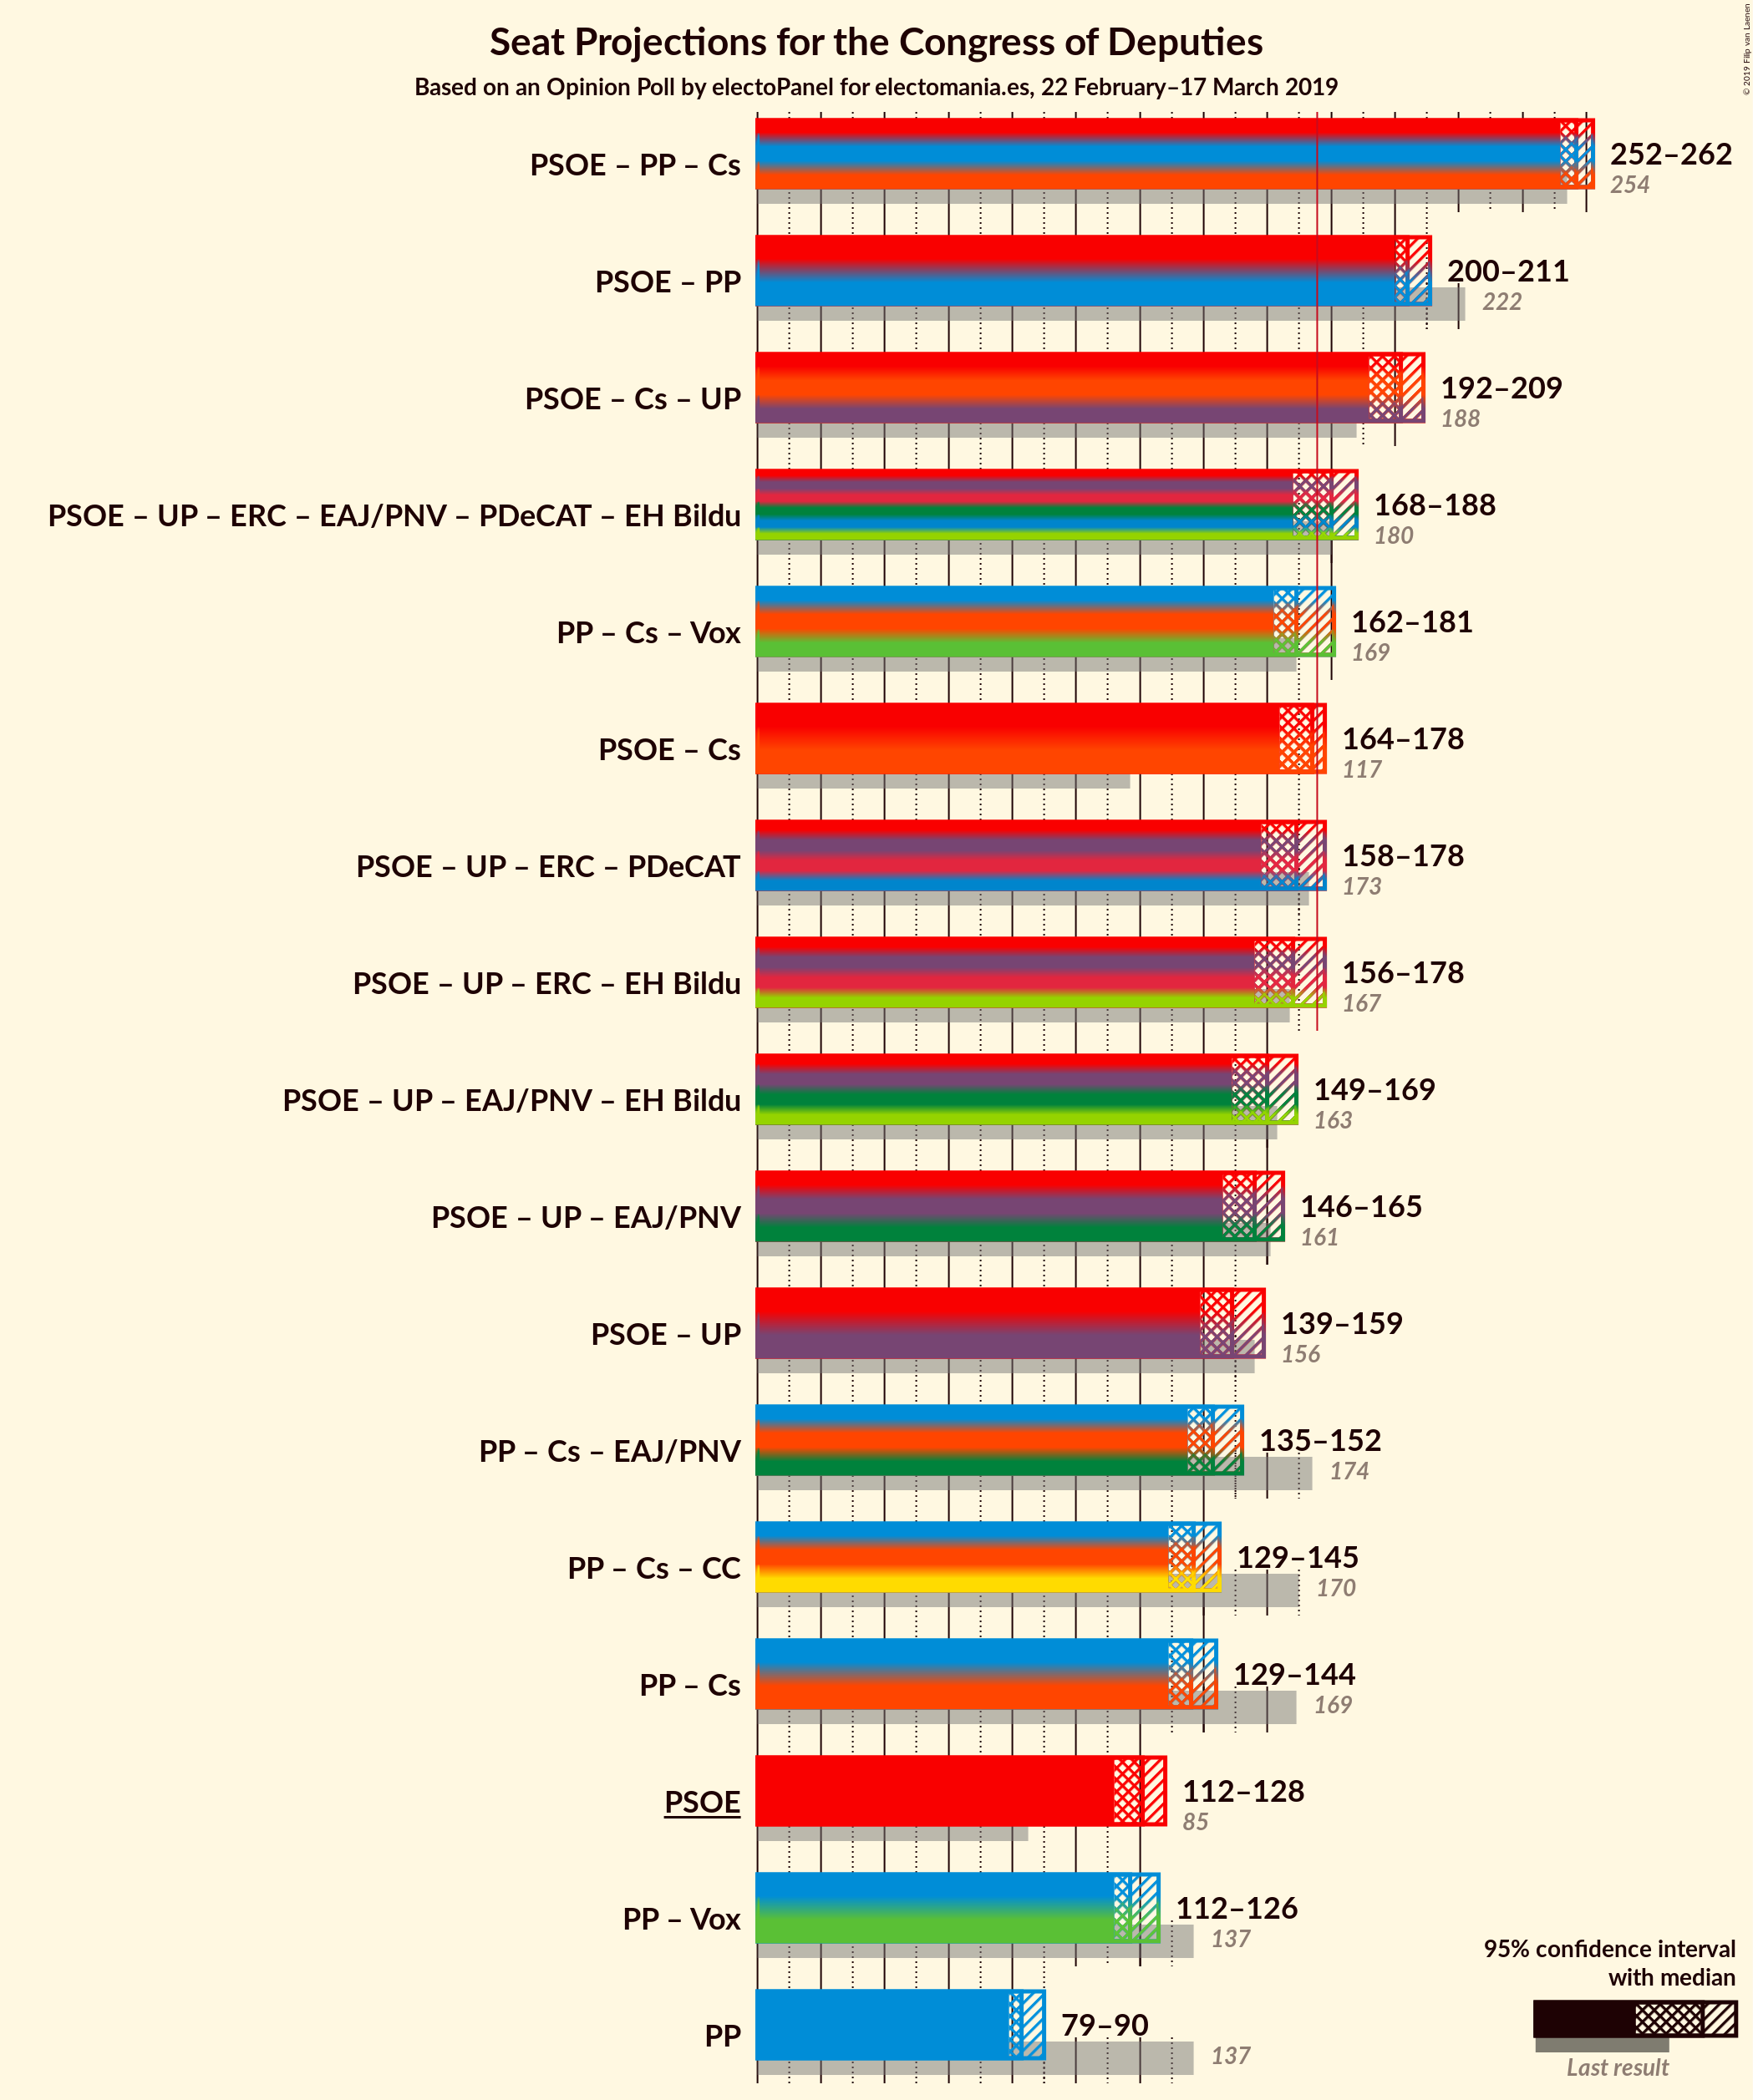 Seat Projections for the Congress of Deputies
Based on an Opinion Poll by electoPanel for electomania.es, 22 February–17 March 2019
© 2019 Filip van Laenen
PSOE – PP – Cs
252–262
254
PSOE – PP
200–211
222
PSOE – Cs – UP
192–209
188
PSOE – UP – ERC – EAJ/PNV – PDeCAT – EH Bildu
168–188
180
PP – Cs – Vox
162–181
169
PSOE – Cs
164–178
117
PSOE – UP – ERC – PDeCAT
158–178
173
PSOE – UP – ERC – EH Bildu
156–178
167
PSOE – UP – EAJ/PNV – EH Bildu
149–169
163
PSOE – UP – EAJ/PNV
146–165
161
PSOE – UP
139–159
156
PP – Cs – EAJ/PNV
135–152
174
PP – Cs – CC
129–145
170
PP – Cs
129–144
169
PSOE
112–128
85
PP – Vox
112–126
137
PP
79–90
137
95% confidence interval
with median
Last result